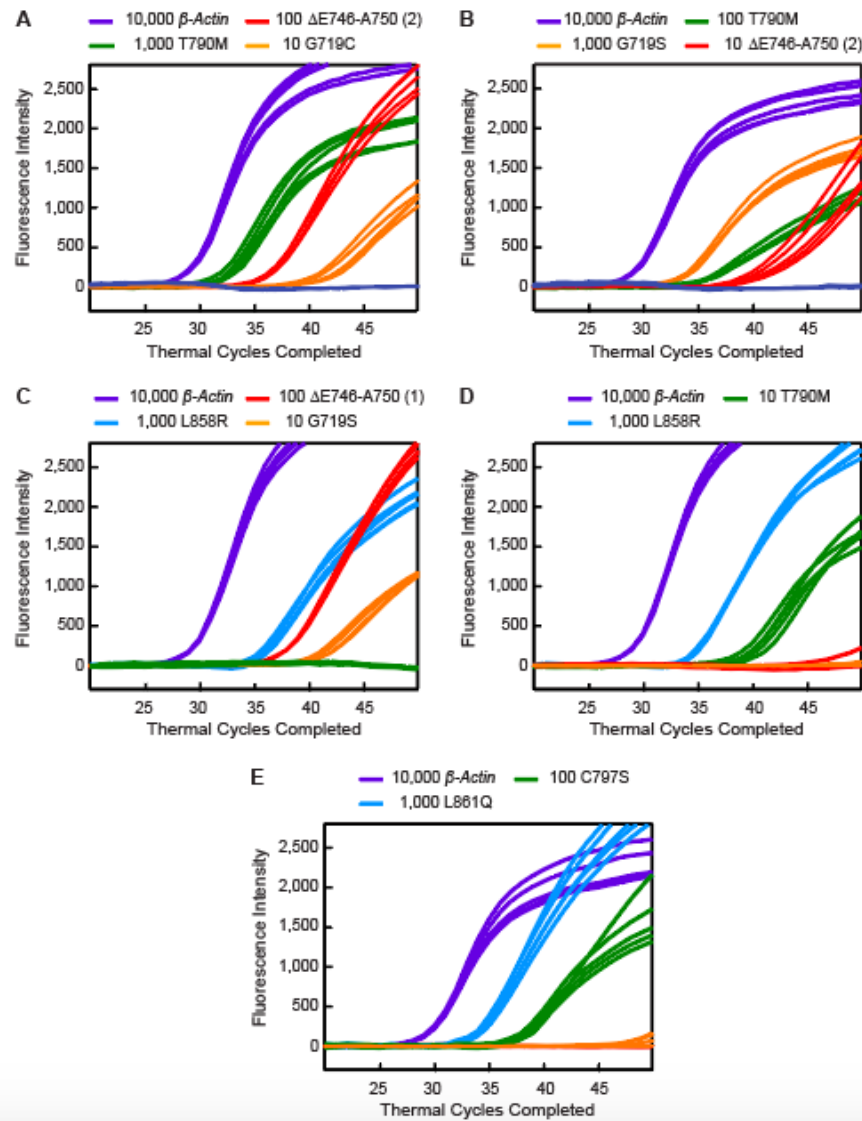 A
10,000 β-Actin 100 ΔE746-A750 (2)
1,000 T790M 10 G719C
Fluorescence Intensity
2,500
2,000
1,500
1,000
500
0
25 30 35 40 45
Thermal Cycles Completed
B
10,000 β-Actin 100 T790M
1,000 G719S 10 ΔE746-A750 (2)
Fluorescence Intensity
2,500
2,000
1,500
1,000
500
0
25 30 35 40 45
Thermal Cycles Completed
C
10,000 β-Actin 100 ΔE746-A750 (1)
1,000 L858R 10 G719S
Fluorescence Intensity
2,500
2,000
1,500
1,000
500
0
25 30 35 40 45
Thermal Cycles Completed
D
10,000 β-Actin 10 T790M
1,000 L858R
Fluorescence Intensity
2,500
2,000
1,500
1,000
500
0
25 30 35 40 45
Thermal Cycles Completed
E
10,000 β-Actin 100 C797S
1,000 L861Q
Fluorescence Intensity
2,500
2,000
1,500
1,000
500
0
25 30 35 40 45
Thermal Cycles Completed